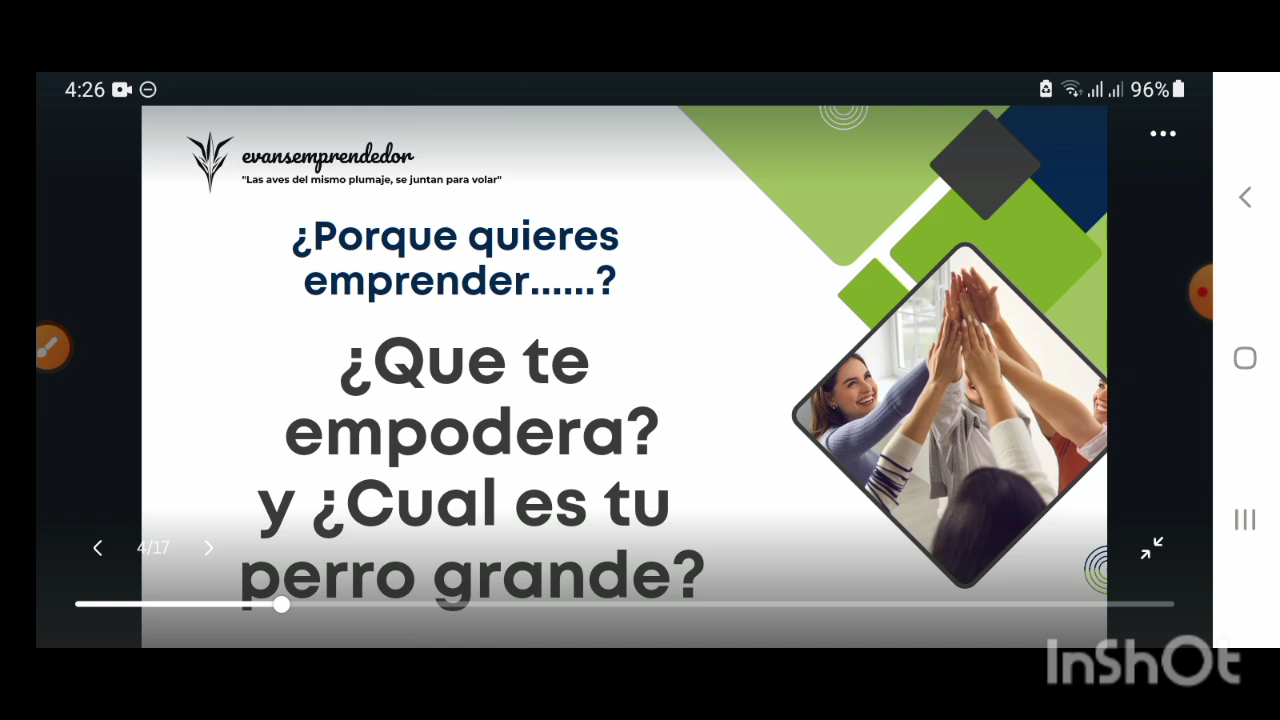 4:26
96%
evansemprendedor
"Las aves del mismo plumaje, se juntan para volar"
¿Porque quieres
emprender......?
¿Que te
empodera?
y ¿Cual es tu
perro grande?
4/17
InShOt